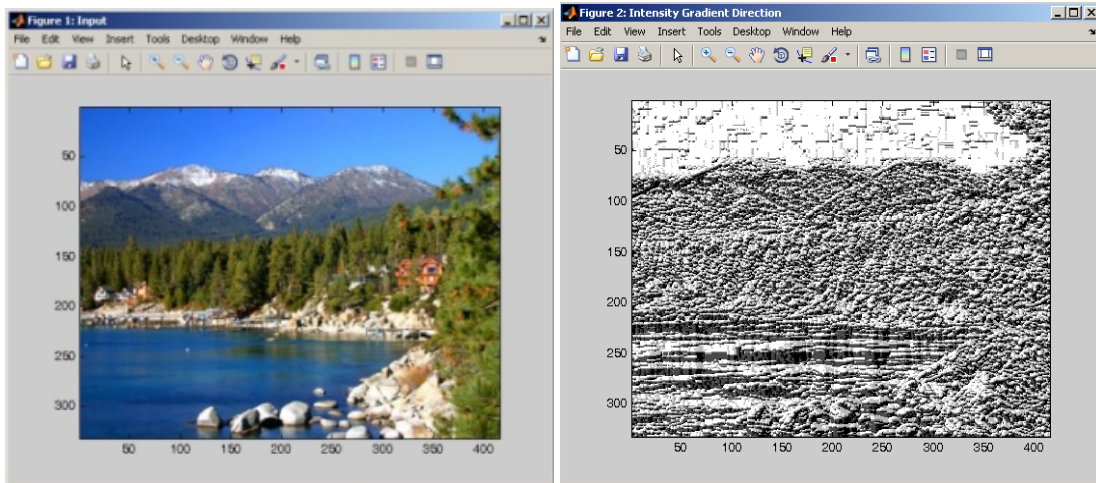 Figure 1: Input
File Edit View Insert Tools Desktop Window Help
50
100
150
200
250
300
50 100 150 200 250 300 350 400
Figure 2: Intensity Gradient Direction
File Edit View Insert Tools Desktop Window Help
50
100
150
200
250
300
50 100 150 200 250 300 350 400